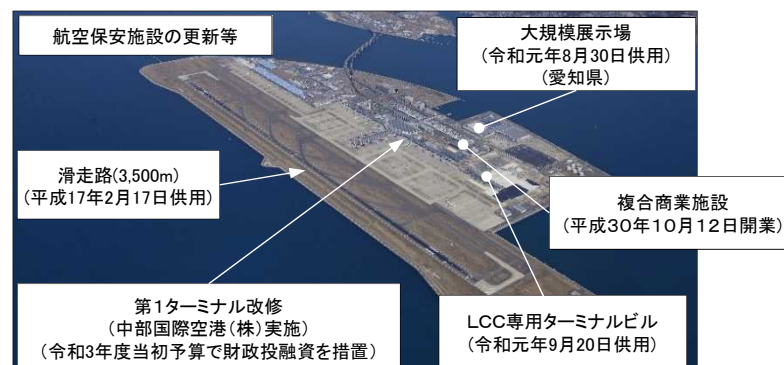 航空保安施設の更新等
大規模展示場
(令和元年8月30日供用)
(愛知県)
滑走路(3,500m)
(平成17年2月17日供用)
複合商業施設
(平成30年10月12日開業)
第1ターミナル改修
(中部国際空港(株)実施)
(令和3年度当初予算で財政投融資を措置)
LCC専用ターミナルビル
(令和元年9月20日供用)